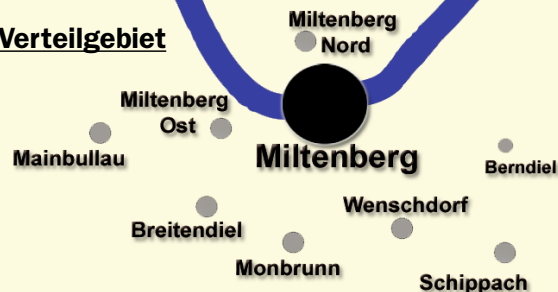 Verteilgebiet
Miltenberg
Nord
Miltenberg
Ost
Mainbullau
Miltenberg
Berndiel
Wenschdorf
Breitendiel
Monbrunn
Schippach